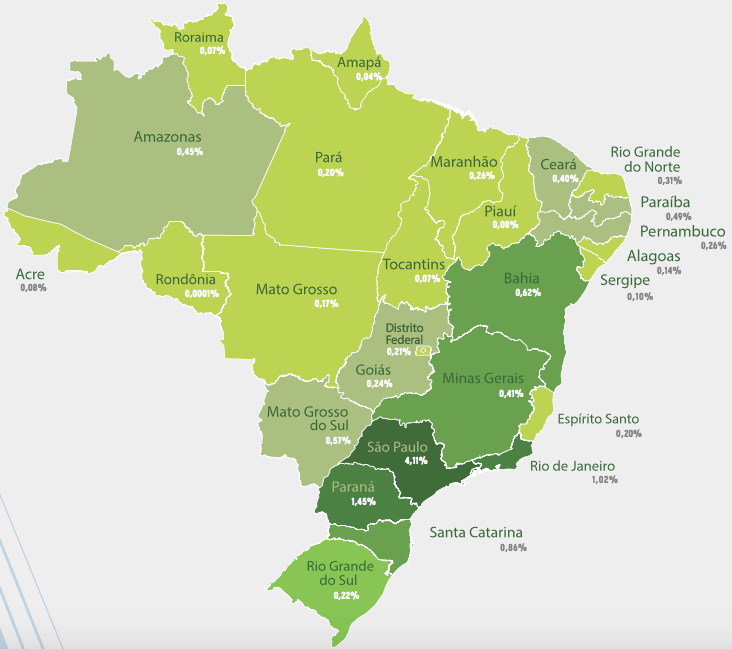 Roraima
0,07%
Amapá
0,04%
Amazonas
0,45%
Pará
0,20%
Maranhão
0,26%
Ceará
0,40%
Rio Grande
do Norte
0,31%
Paraíba
0,49%
Piauí
0,08%
Pernambuco
0,26%
Alagoas
0,14%
Sergipe
0,10%
Acre
0,08%
Rondônia
0,0001%
Mato Grosso
0,17%
Tocantins
0,07%
Bahia
0,62%
Distrito
Federal
0,21%
Goiás
0,24%
Minas Gerais
0,41%
Mato Grosso
do Sul
0,57%
Espírito Santo
0,20%
São Paulo
4,11%
Rio de Janeiro
1,02%
Paraná
1,45%
Santa Catarina
0,86%
Rio Grande
do Sul
0,22%